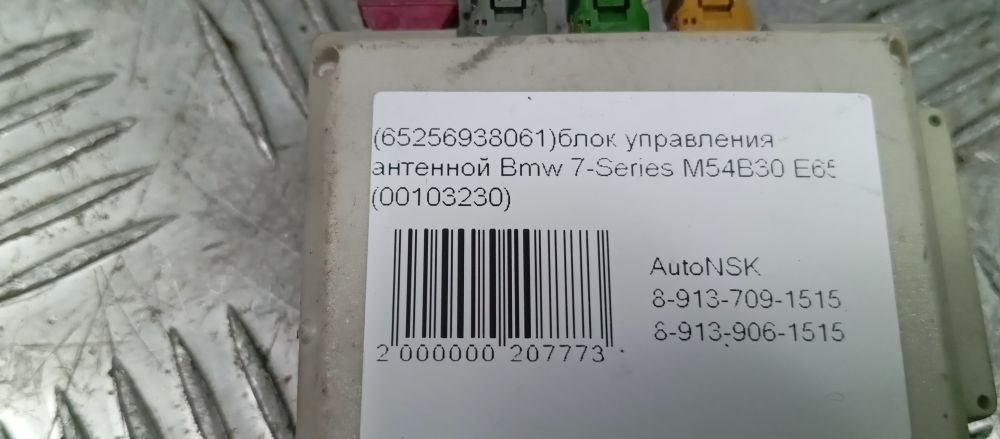 (65256938061)блок управления
антенной Bmw 7-Series M54B30 E65
(00103230)
AutoNSK
8-913-709-1515
8-913-906-1515
2 000000 207773